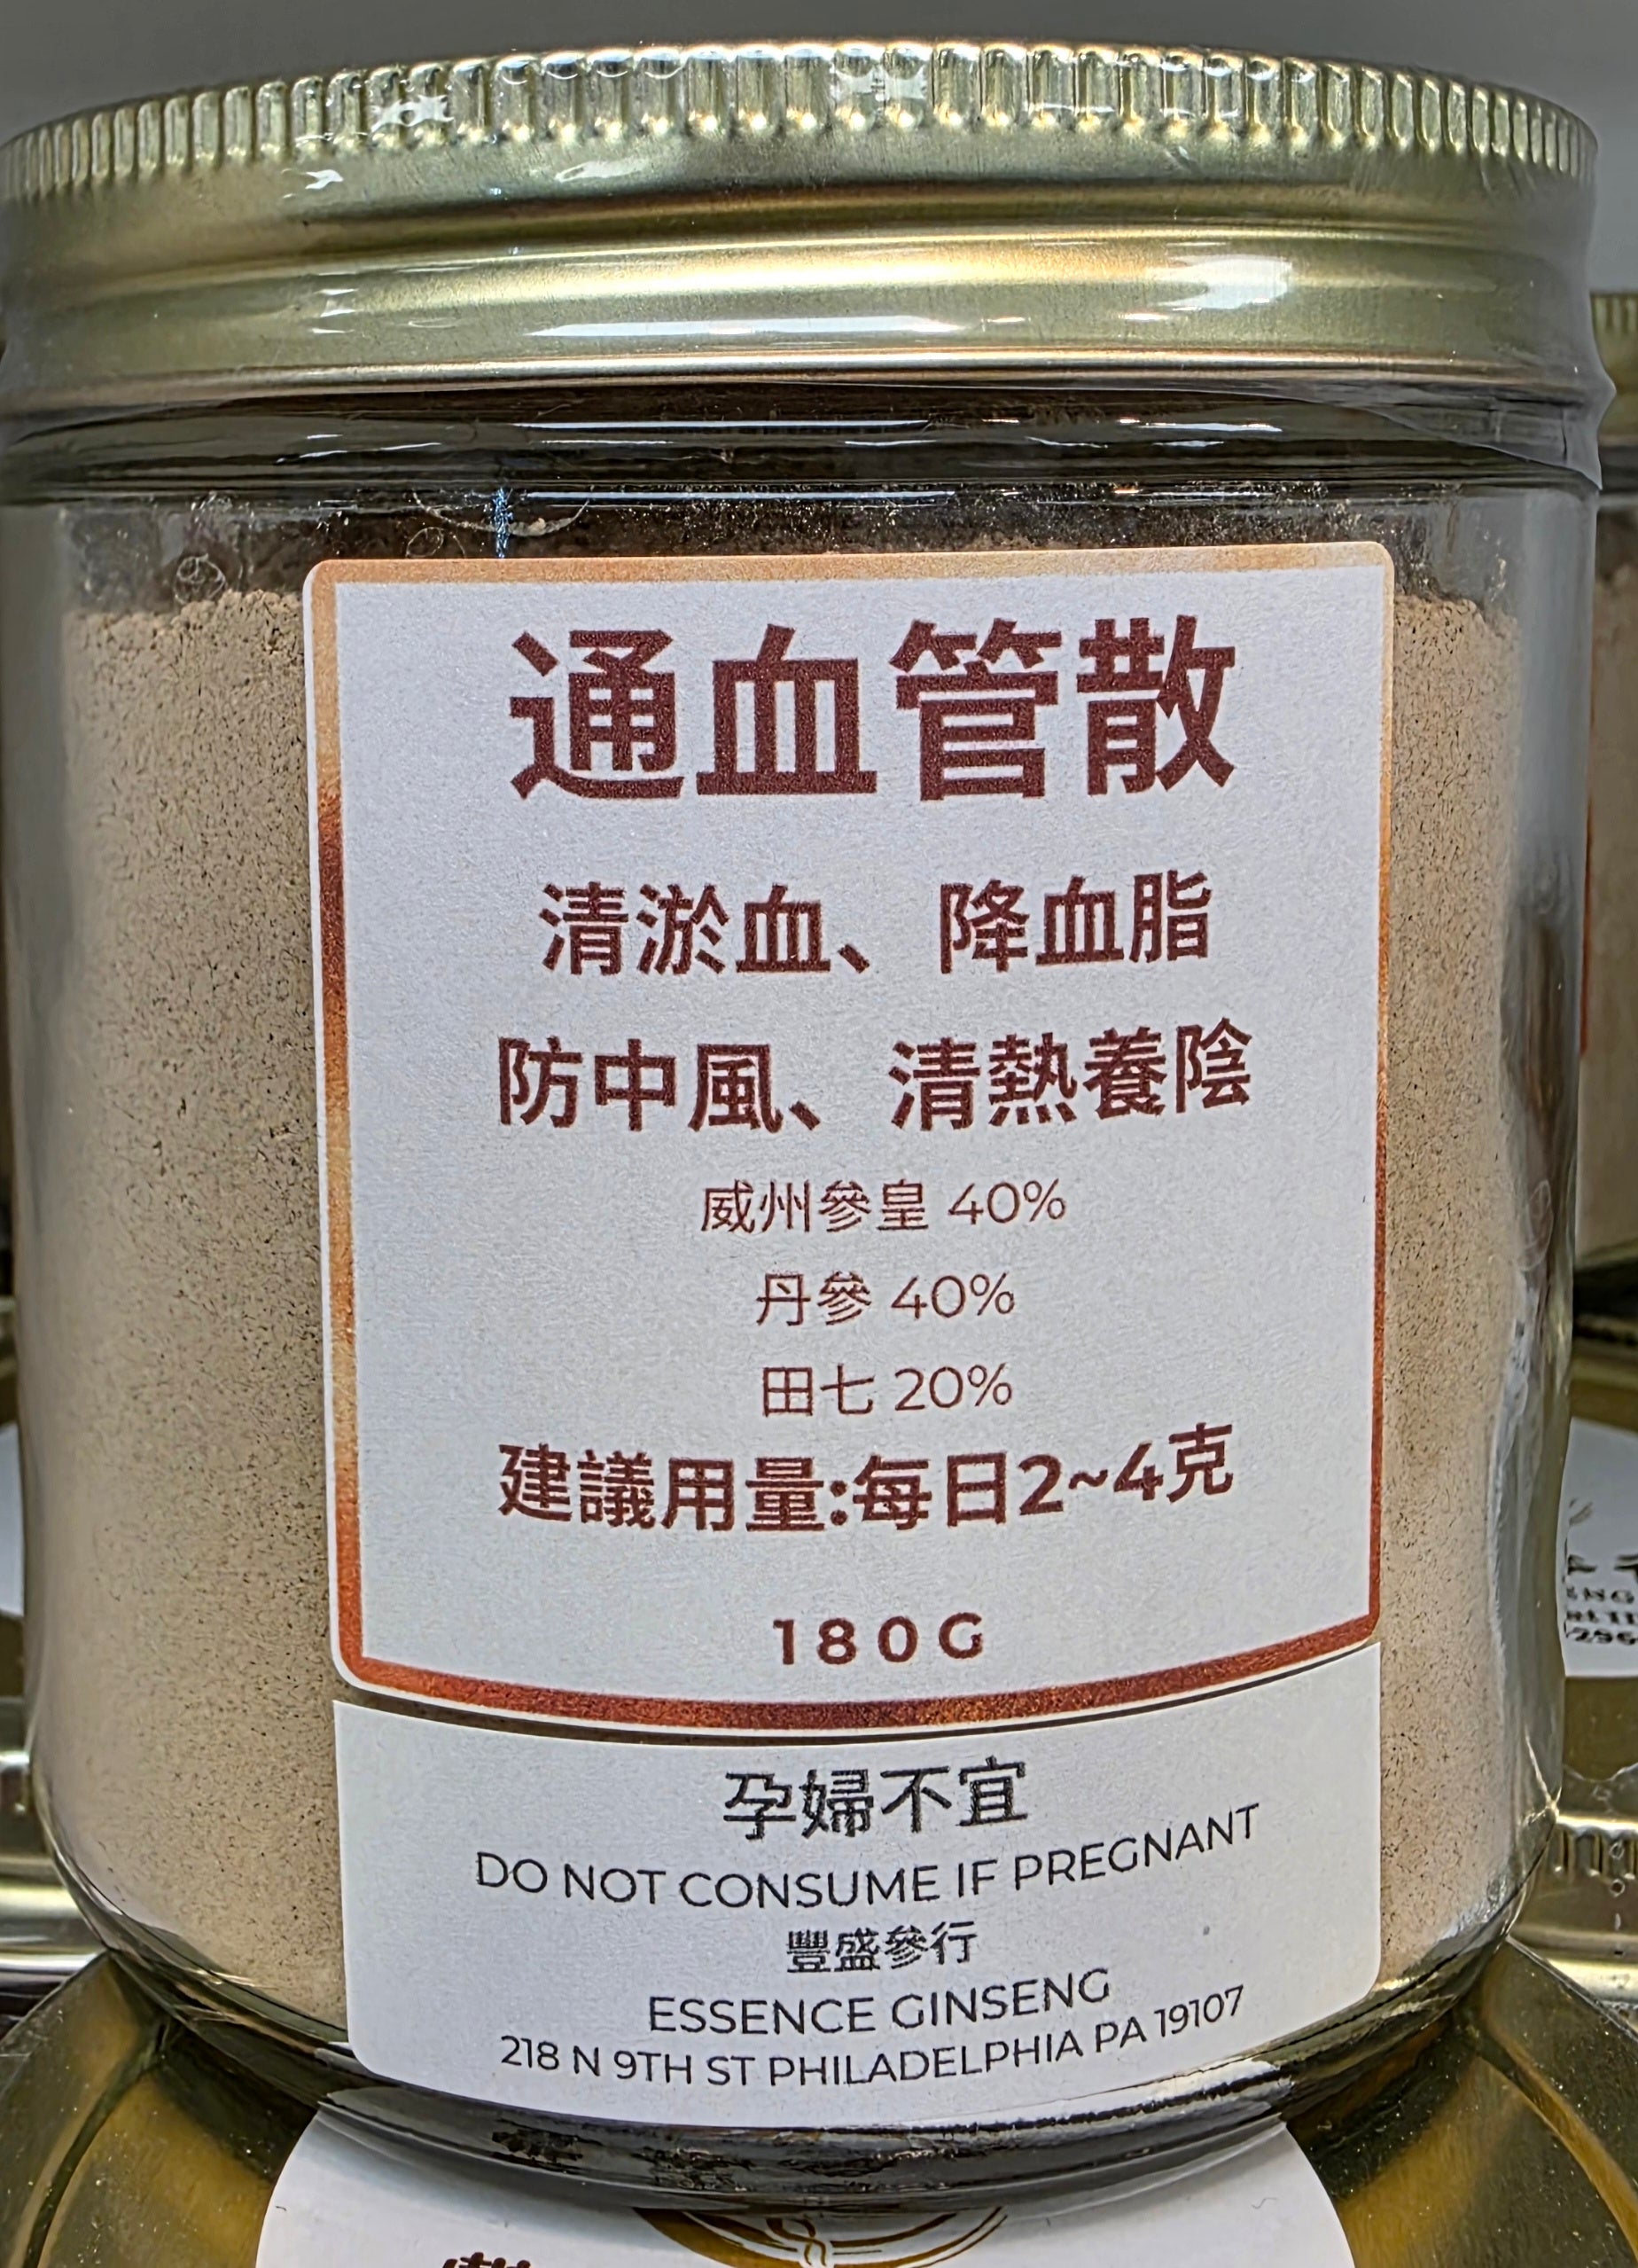 通血管散
清淤血、降血脂
防中風、清熱養陰
威州參皇 40%
丹參 40%
田七 20%
建議用量:每日2~4克
180G
孕婦不宜
DO NOT CONSUME IF PREGNANT
豐盛參行
ESSENCE GINSENG
218 N 9TH ST PHILADELPHIA PA 19107